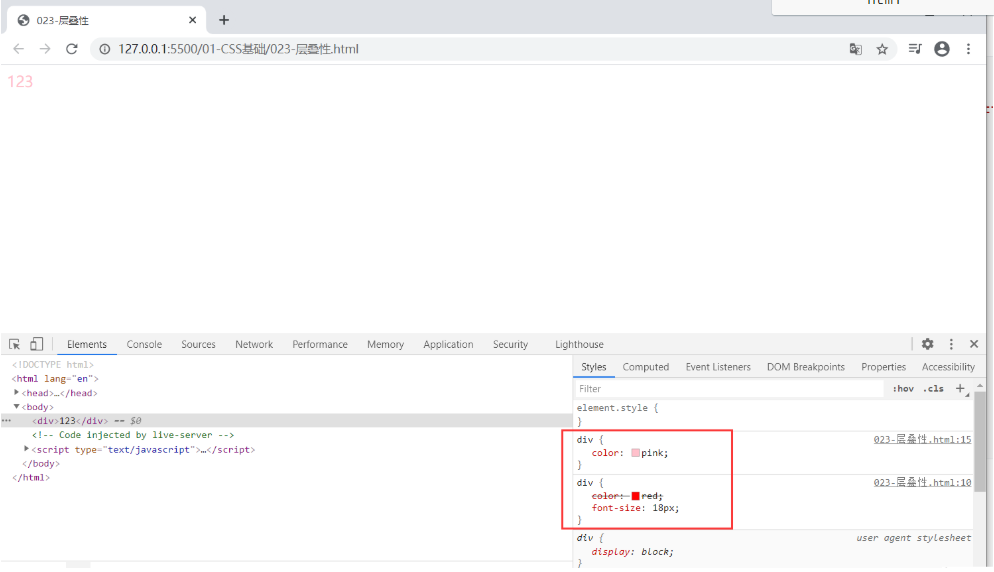 023-层叠性
127.0.0.1:5500/01-CSS基础/023-层叠性.html
123
Elements Console Sources Network Performance Memory Application Security Lighthouse
<!DOCTYPE html>
<html lang="en">
<head>…</head>
<body>
<div>123</div> == $0
<!-- Code injected by live-server -->
<script type="text/javascript">…</script>
</body>
</html>
Styles Computed Event Listeners DOM Breakpoints Properties Accessibility
Filter :hov .cls +
element.style {
}
div { 023-层叠性.html:15
color: pink;
}
div { 023-层叠性.html:10
color: red;
font-size: 18px;
}
div { user agent stylesheet
display: block;
}